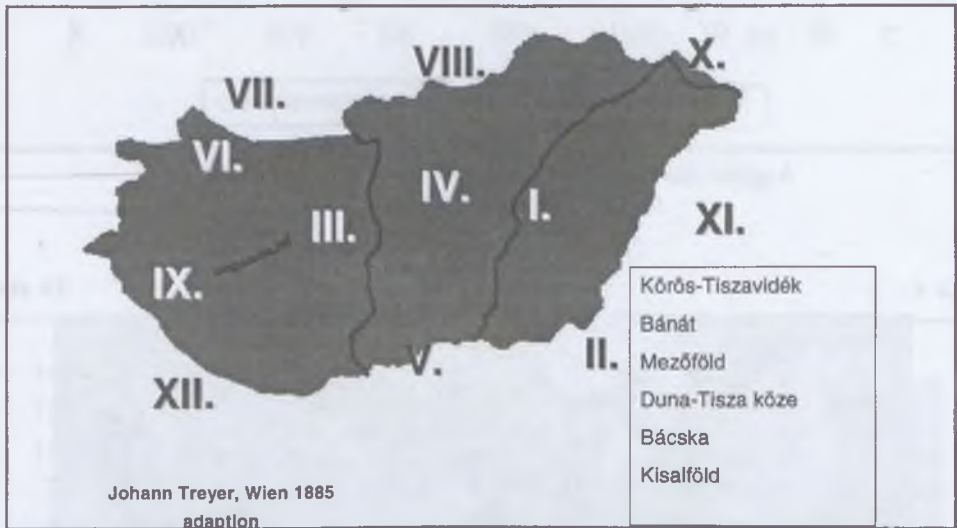 X.
VIII.
VII.
VI.
IV.
I.
III.
XI.
IX.
V.
II.
XII.
Körös-Tiszavidék
Bánát
Mezőföld
Duna-Tisza köze
Bácska
Kisalföld
Johann Treyer, Wien 1885
adaption